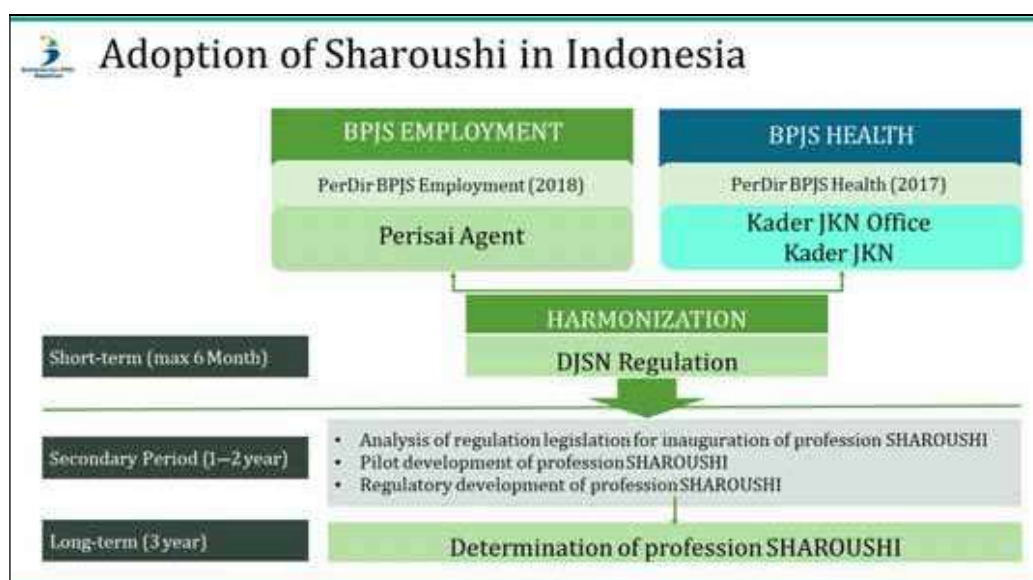 Adoption of Sharoushi in Indonesia
BPJS EMPLOYMENT
PerDir BPJS Employment (2018)
Perisai Agent
BPJS HEALTH
PerDir BPJS Health (2017)
Kader JKN Office
Kader JKN
HARMONIZATION
DJSN Regulation
Short-term (max 6 Month)
Secondary Period (1–2 year)
• Analysis of regulation legislation for inauguration of profession SHAROUSHI
• Pilot development of profession SHAROUSHI
• Regulatory development of profession SHAROUSHI
Long-term (3 year)
Determination of profession SHAROUSHI